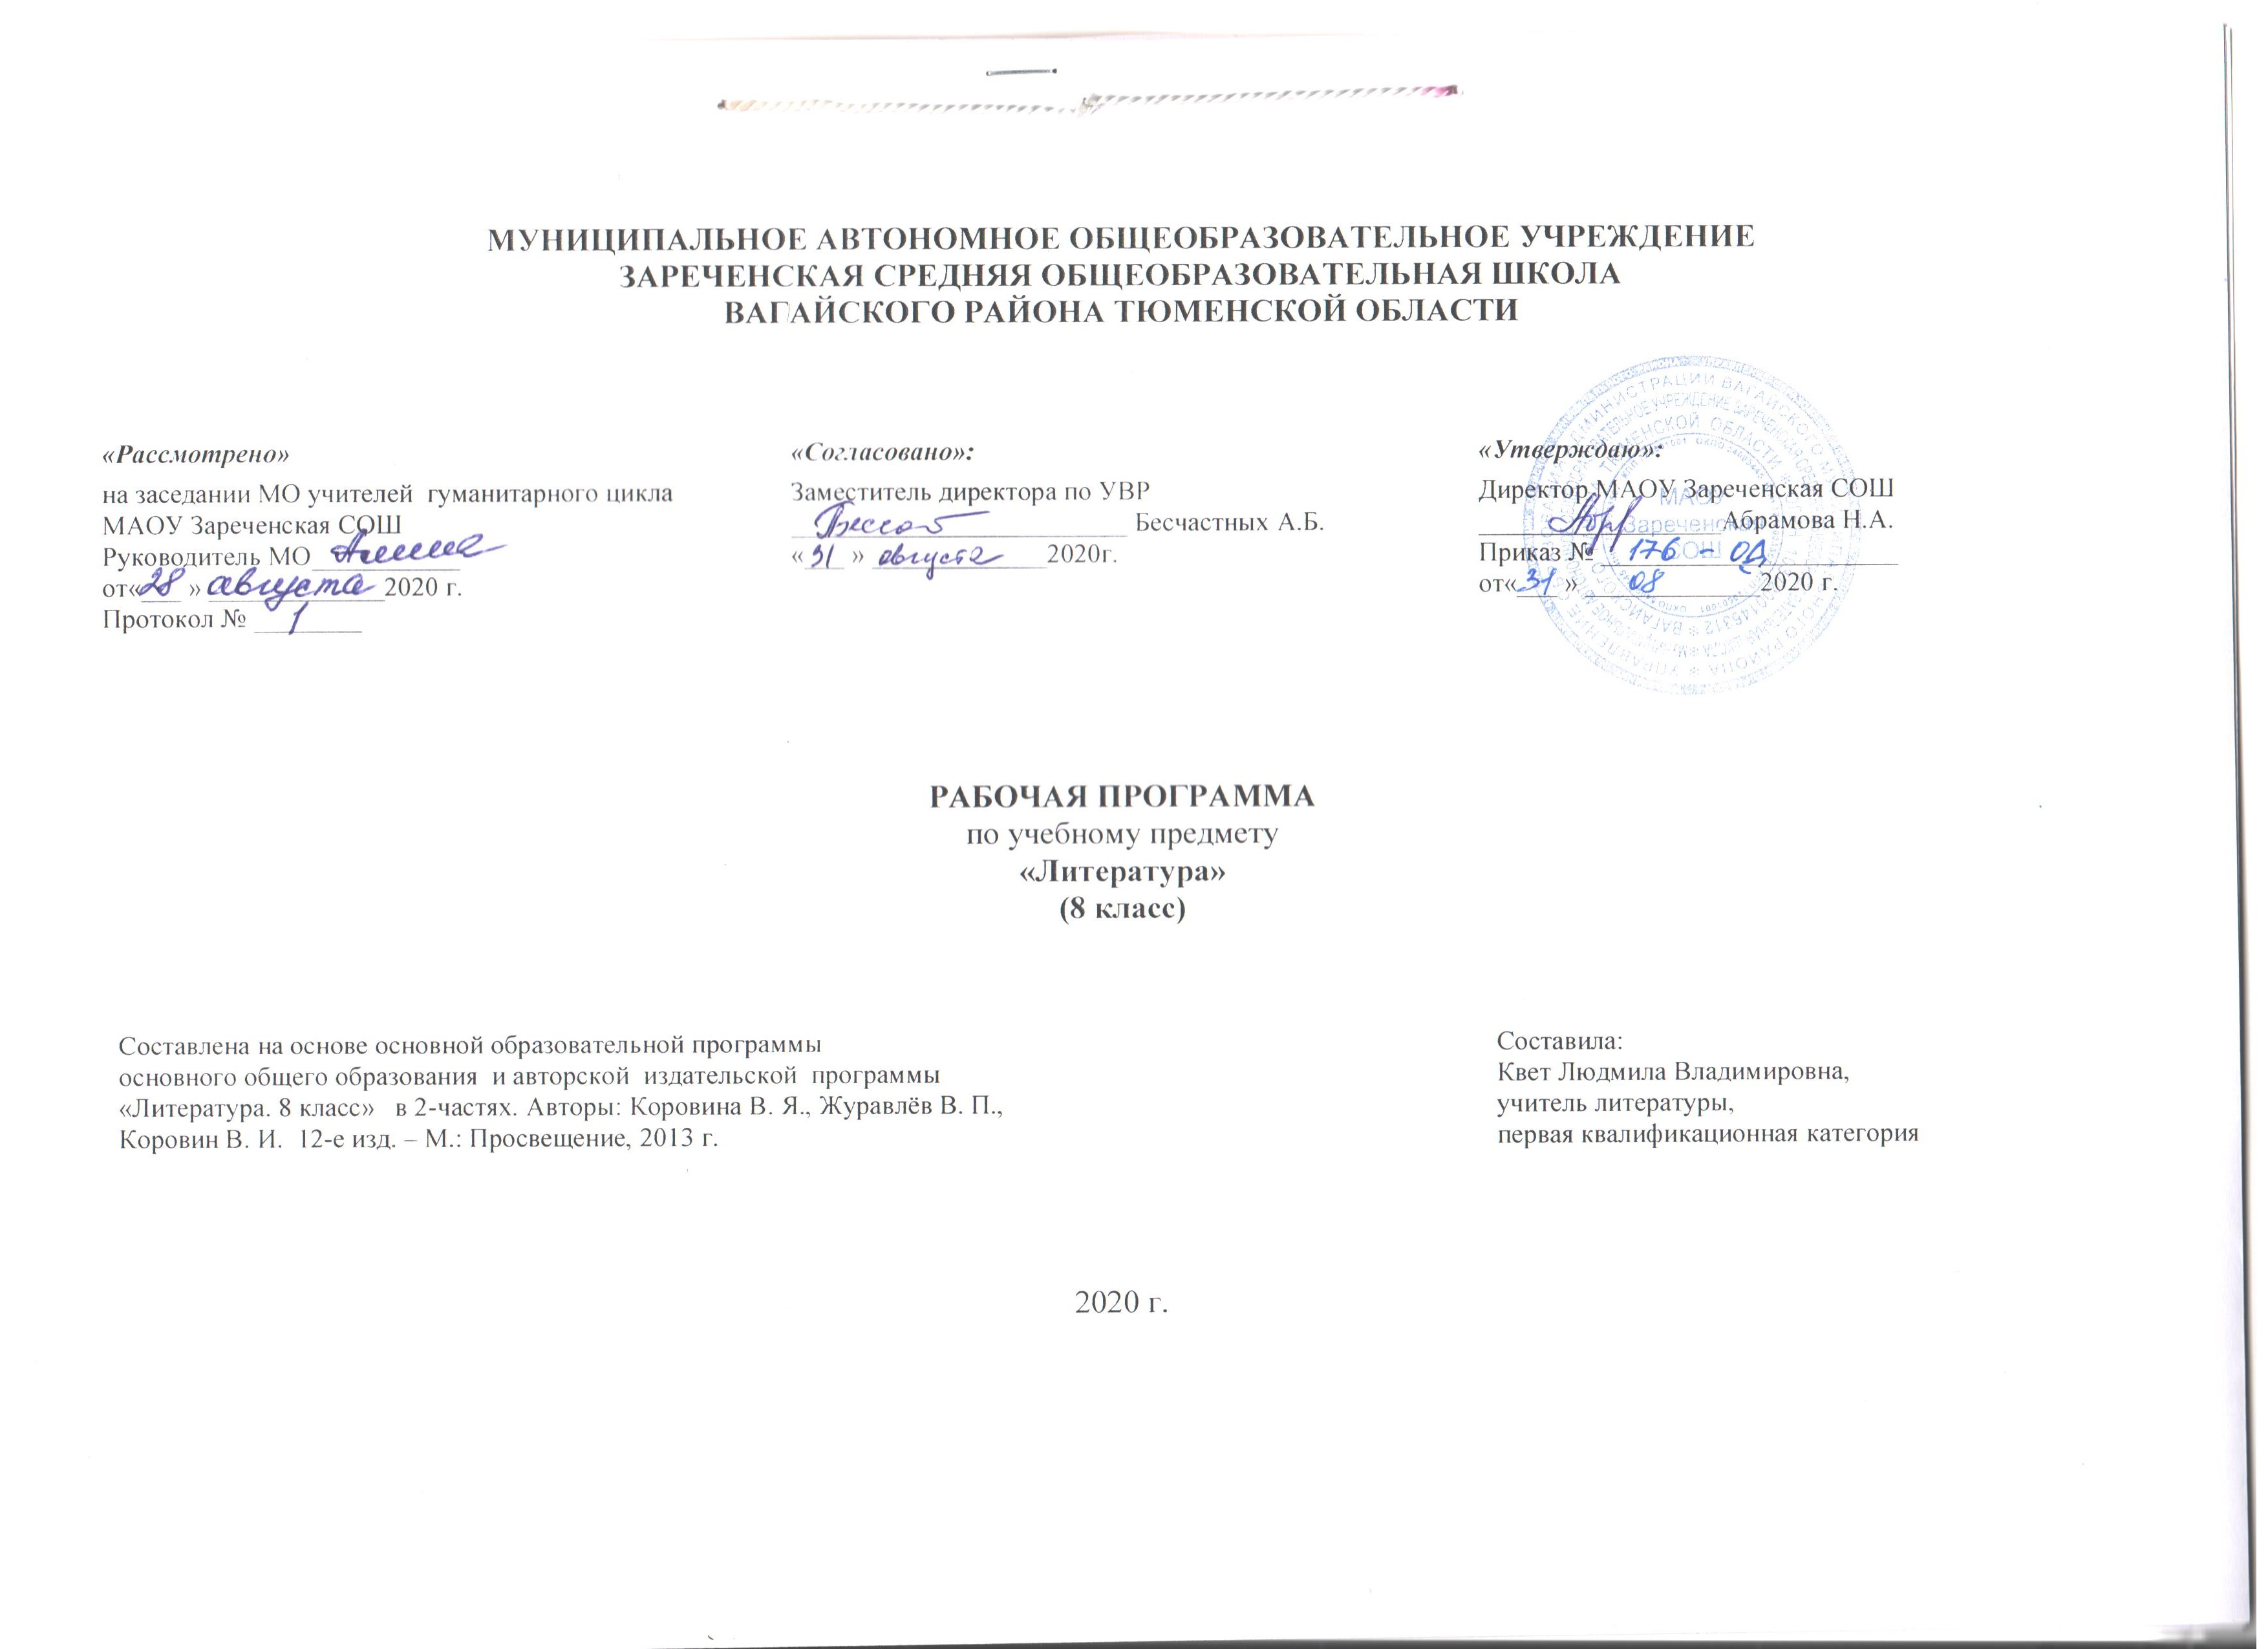 МУНИЦИПАЛЬНОЕ АВТОНОМНОЕ ОБЩЕОБРАЗОВАТЕЛЬНОЕ УЧРЕЖДЕНИЕ
ЗАРЕЧЕНСКАЯ СРЕДНЯЯ ОБЩЕОБРАЗОВАТЕЛЬНАЯ ШКОЛА
ВАГАЙСКОГО РАЙОНА ТЮМЕНСКОЙ ОБЛАСТИ
«Рассмотрено»
на заседании МО учителей гуманитарного цикла
МАОУ Зареченская СОШ
Руководитель МО
от«28 » августа 2020 г.
Протокол № 1
«Согласовано»:
Заместитель директора по УВР
Бесчастных А.Б.
« 31 » августа 2020г.
«Утверждаю»:
Директор МАОУ Зареченская СОШ
Абрамова Н.А.
Приказ № 176 - ОД
от« 31 » 08 2020 г.
МАОУ
Зареченская
СОШ
РАБОЧАЯ ПРОГРАММА
по учебному предмету
«Литература»
(8 класс)
Составлена на основе основной образовательной программы
основного общего образования и авторской издательской программы
«Литература. 8 класс» в 2-частях. Авторы: Коровина В. Я., Журавлёв В. П.,
Коровин В. И. 12-е изд. – М.: Просвещение, 2013 г.
Составила:
Квет Людмила Владимировна,
учитель литературы,
первая квалификационная категория
2020 г.